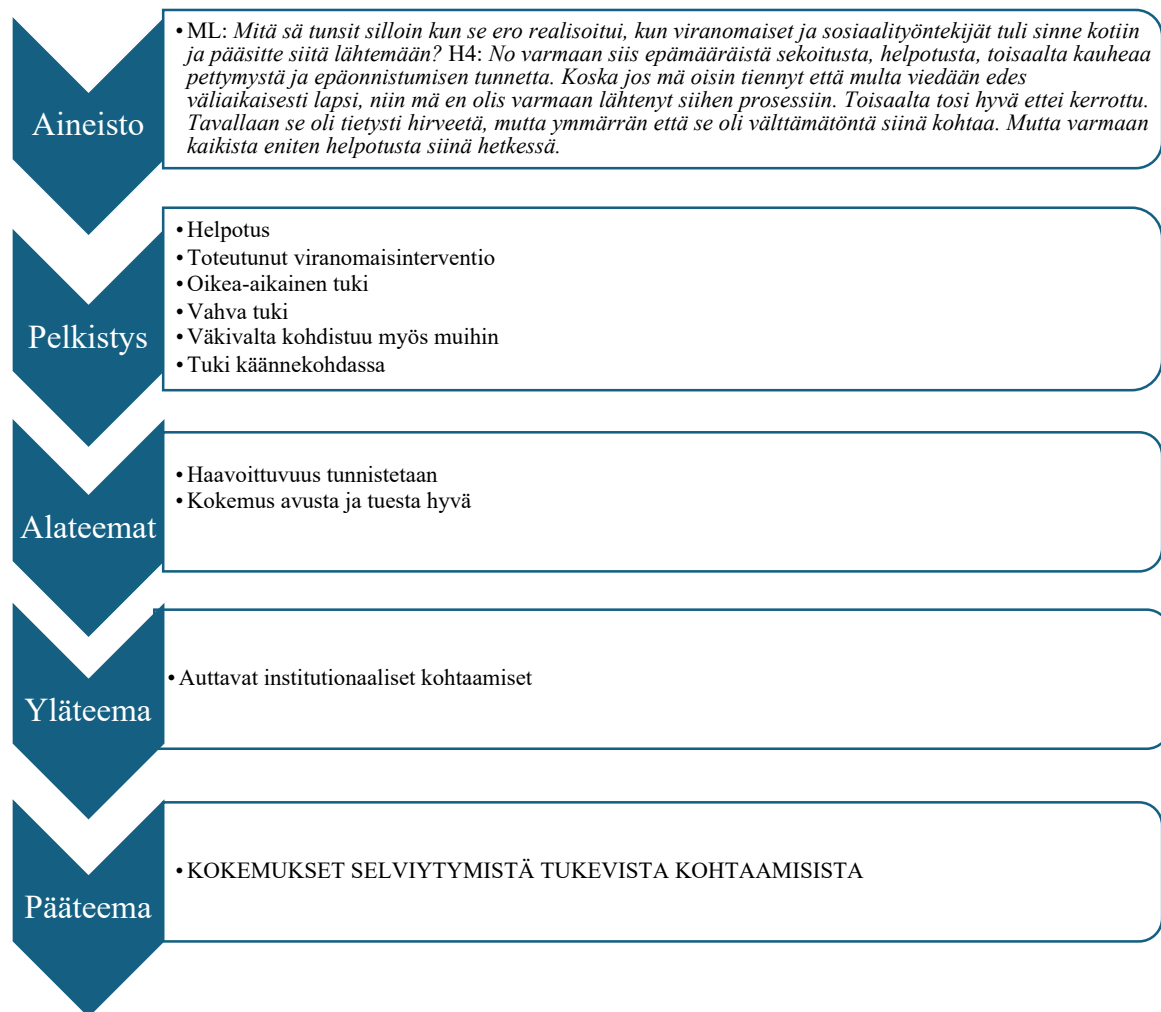 Aineisto
• ML: Mitä sä tunsit silloin kun se ero realisoitui, kun viranomaiset ja sosiaalityöntekijät tuli sinne kotiin
ja pääsitte siitä lähtemään? H4: No varmaan siis epämääräistä sekoitusta, helpotusta, toisaalta kauheaa
pettymystä ja epäonnistumisen tunnetta. Koska jos mä oisin tiennyt että multa viedään edes
väliaikaisesti lapsi, niin mä en olis varmaan lähtenyt siihen prosessiin. Toisaalta tosi hyvä ettei kerrottu.
Tavallaan se oli tietysti hirveetä, mutta ymmärrän että se oli välttämätöntä siinä kohtaa. Mutta varmaan
kaikista eniten helpotusta siinä hetkessä.
Pelkistys
• Helpotus
• Toteutunut viranomaisinterventio
• Oikea-aikainen tuki
• Vahva tuki
• Väkivalta kohdistuu myös muihin
• Tuki käännekohdassa
Alateemat
• Haavoittuvuus tunnistetaan
• Kokemus avusta ja tuesta hyvä
Yläteema
• Auttavat institutionaaliset kohtaamiset
Pääteema
• KOKEMUKSET SELVIYTYMISTÄ TUKEVISTA KOHTAAMISISTA